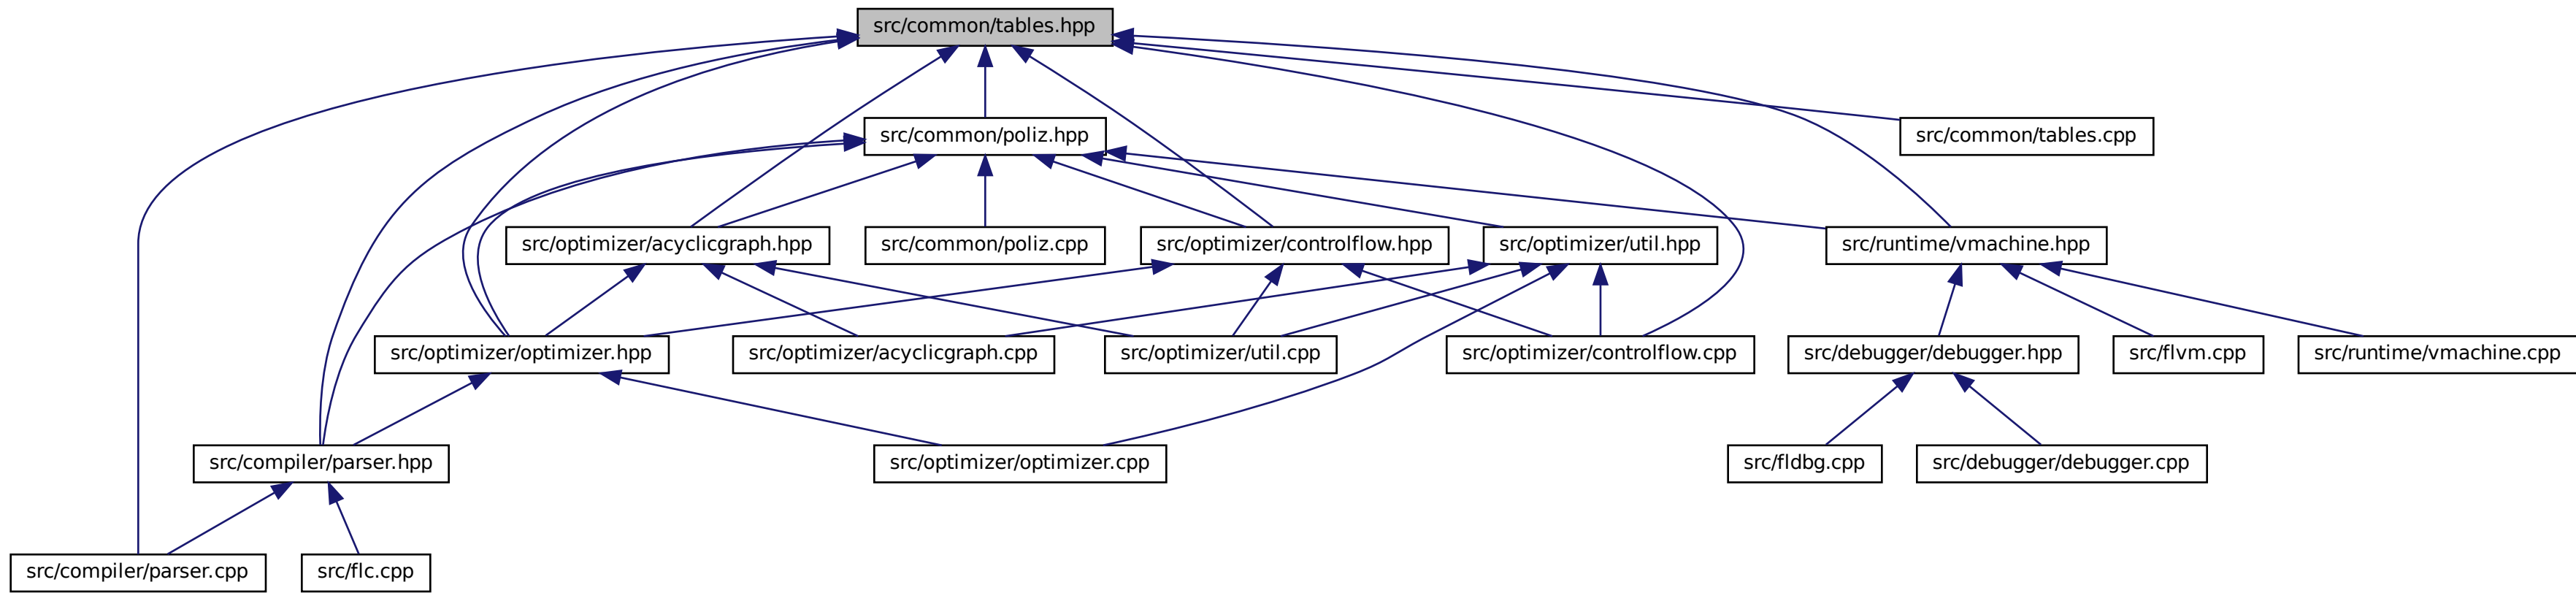 src/common/tables.hpp
src/common/poliz.hpp
src/common/tables.cpp
src/optimizer/acyclicgraph.hpp
src/common/poliz.cpp
src/optimizer/controlflow.hpp
src/optimizer/util.hpp
src/runtime/vmachine.hpp
src/optimizer/optimizer.hpp
src/optimizer/acyclicgraph.cpp
src/optimizer/util.cpp
src/optimizer/controlflow.cpp
src/debugger/debugger.hpp
src/flvm.cpp
src/runtime/vmachine.cpp
src/compiler/parser.hpp
src/optimizer/optimizer.cpp
src/fldbg.cpp
src/debugger/debugger.cpp
src/compiler/parser.cpp
src/flc.cpp